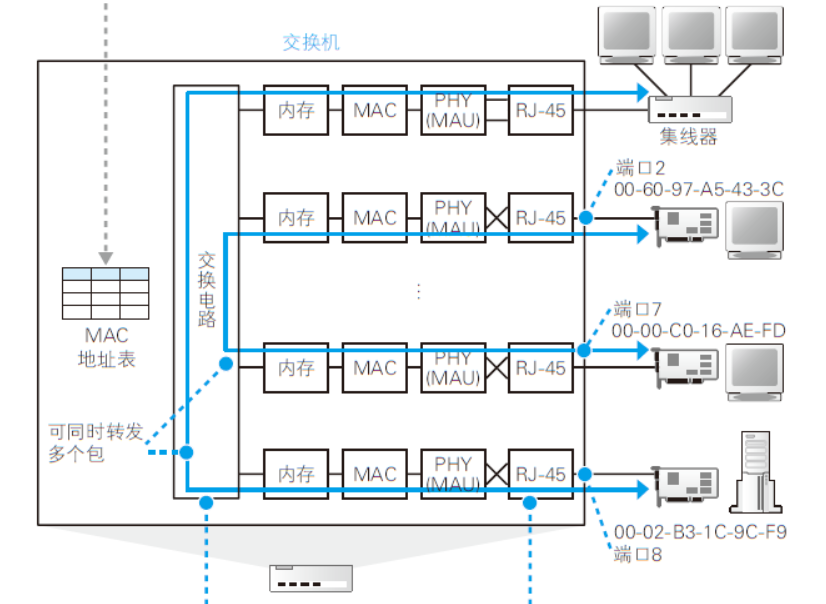 交换机
内存
MAC
PHY
(MAU)
RJ-45
集线器
端口2
00-60-97-A5-43-3C
内存
MAC
PHY
(MAU)
RJ-45
交换电路
⋮
MAC
地址表
端口7
00-00-C0-16-AE-FD
内存
MAC
PHY
(MAU)
RJ-45
可同时转发
多个包
内存
MAC
PHY
(MAU)
RJ-45
00-02-B3-1C-9C-F9
端口8